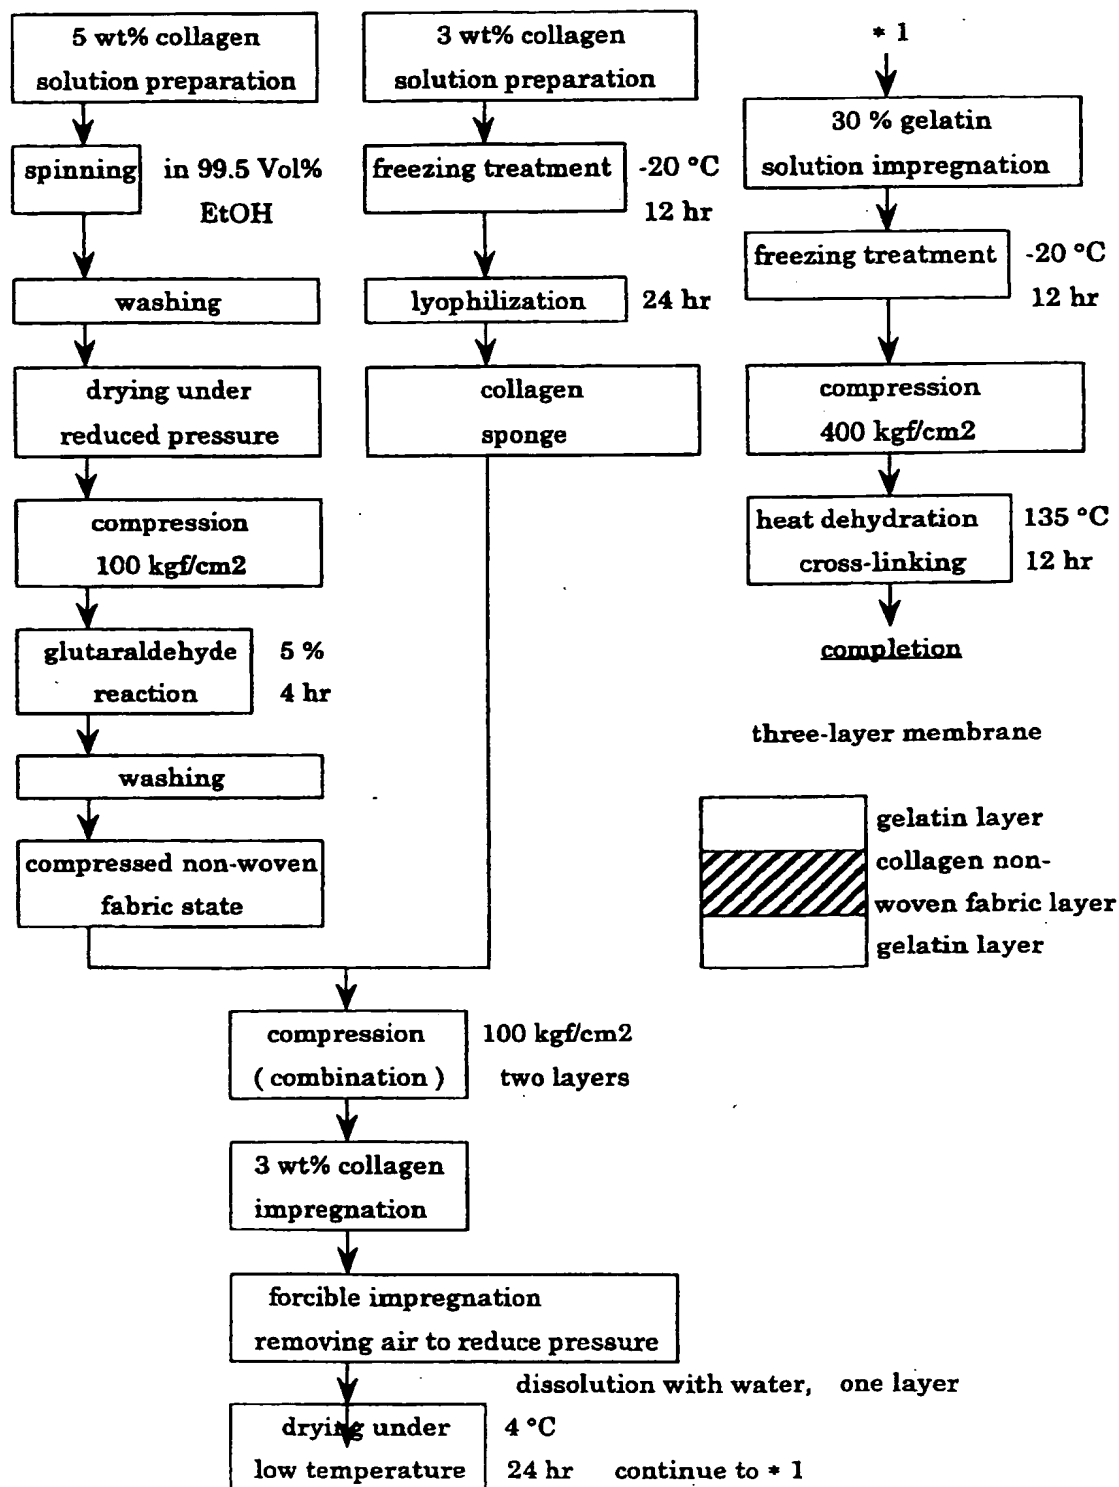 5 wt% collagen
solution preparation
spinning
in 99.5 Vol%
EtOH
washing
drying under
reduced pressure
compression
100 kgf/cm2
glutaraldehyde
reaction
5 %
4 hr
washing
compressed non-woven
fabric state
3 wt% collagen
solution preparation
freezing treatment
-20 °C
12 hr
lyophilization
24 hr
collagen
sponge
compression
( combination )
100 kgf/cm2
two layers
3 wt% collagen
impregnation
forcible impregnation
removing air to reduce pressure
dissolution with water, one layer
drying under
low temperature
4 °C
24 hr
continue to * 1
* 1
30 % gelatin
solution impregnation
freezing treatment
-20 °C
12 hr
compression
400 kgf/cm2
heat dehydration
cross-linking
135 °C
12 hr
completion
three-layer membrane
gelatin layer
collagen non-
woven fabric layer
gelatin layer